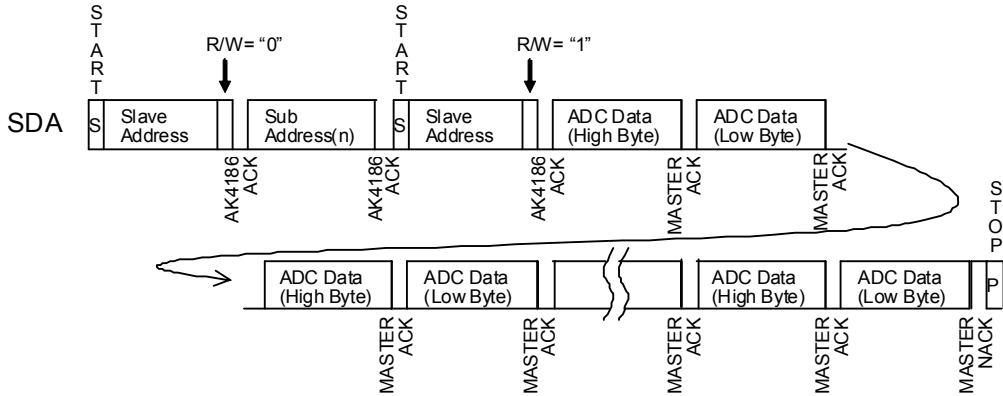 START
START
R/W= “0”
R/W= “1”
SDA
S
Slave
Address
Sub
Address(n)
S
Slave
Address
ADC Data
(High Byte)
ADC Data
(Low Byte)
AK4186
ACK
AK4186
ACK
AK4186
ACK
MASTER
ACK
MASTER
ACK
STOP
ADC Data
(High Byte)
ADC Data
(Low Byte)
ADC Data
(High Byte)
ADC Data
(Low Byte)
P
MASTER
ACK
MASTER
ACK
MASTER
ACK
MASTER
ACK
MASTER
NACK